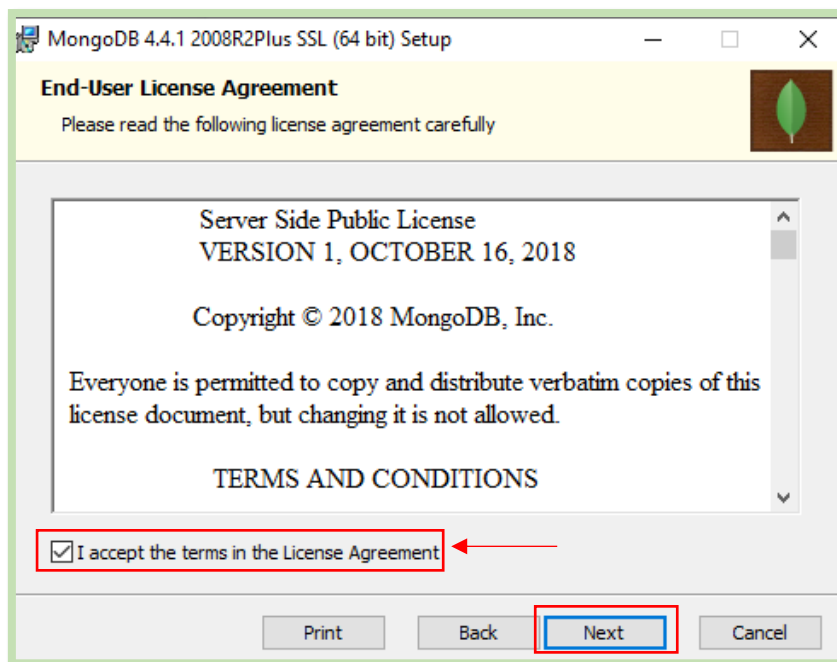 MongoDB 4.4.1 2008R2Plus SSL (64 bit) Setup
End-User License Agreement
Please read the following license agreement carefully
Server Side Public License
VERSION 1, OCTOBER 16, 2018
Copyright © 2018 MongoDB, Inc.
Everyone is permitted to copy and distribute verbatim copies of this
license document, but changing it is not allowed.
TERMS AND CONDITIONS
I accept the terms in the License Agreement
Print Back Next Cancel